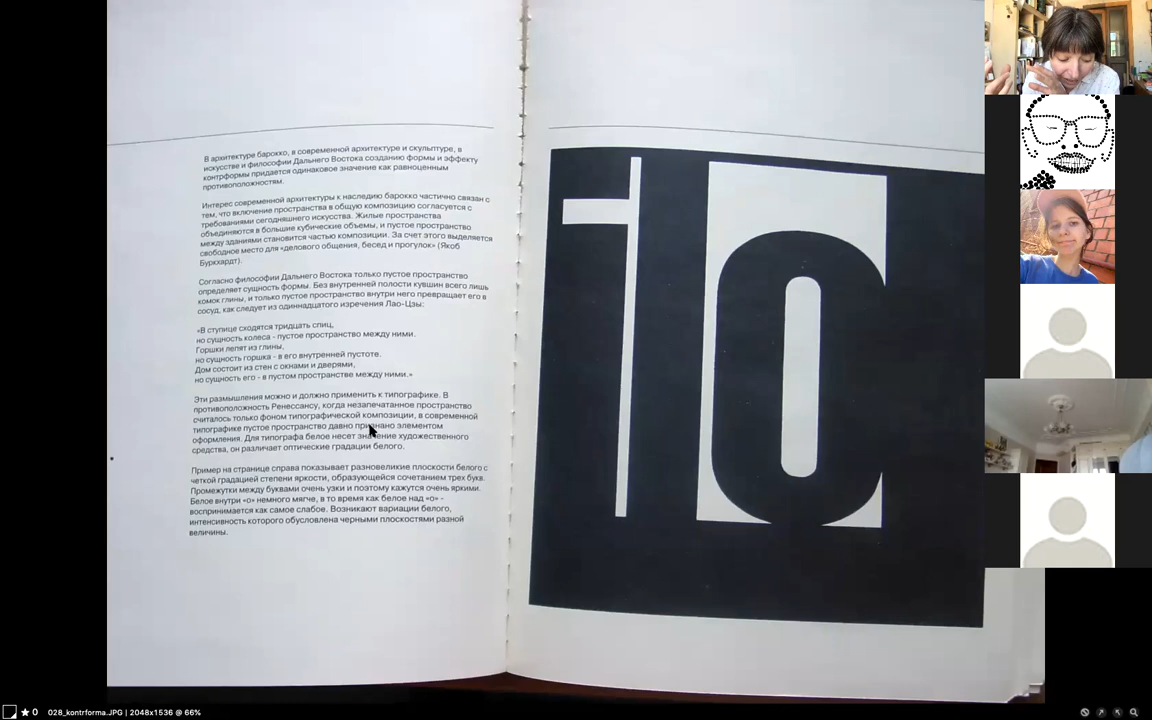 В архитектуре барокко, в современной архитектуре и скульптуре, в
искусстве и философии Дальнего Востока созданию формы и эффекту
контрформы придается одинаковое значение как равноценным
противоположностям.
Интерес современной архитектуры к наследию барокко частично связан с
тем, что включение пространства в общую композицию согласуется с
требованиями сегодняшнего искусства. Жилые пространства
объединяются в большие кубические объемы, и пустое пространство
между зданиями становится частью композиции. За счет этого выделяется
свободное место для «делового общения, бесед и прогулок» (Якоб
Буркхардт).
Согласно философии Дальнего Востока только пустое пространство
определяет сущность формы. Без внутренней полости кувшин всего лишь
комок глины, и только пустое пространство внутри него превращает его в
сосуд, как следует из одиннадцатого изречения Лао-Цзы:
«В ступице сходятся тридцать спиц,
но сущность колеса - пустое пространство между ними.
Горшки лепят из глины,
но сущность горшка - в его внутренней пустоте.
Дом состоит из стен с окнами и дверями,
но сущность его - в пустом пространстве между ними.»
Эти размышления можно и должно применить к типографике. В
противоположность Ренессансу, когда незапечатанное пространство
считалось только фоном типографической композиции, в современной
типографике пустое пространство давно признано элементом
оформления. Для типографа белое несет значение художественного
средства, он различает оптические градации белого.
Пример на странице справа показывает разновеликие плоскости белого с
четкой градацией степени яркости, образующейся сочетанием трех букв.
Промежутки между буквами очень узки и поэтому кажутся очень яркими.
Белое внутри «о» немного мягче, в то время как белое над «о» -
воспринимается как самое слабое. Возникают вариации белого,
интенсивность которого обусловлена черными плоскостями разной
величины.
0 028_kontrforma.JPG | 2048x1536 @ 66%